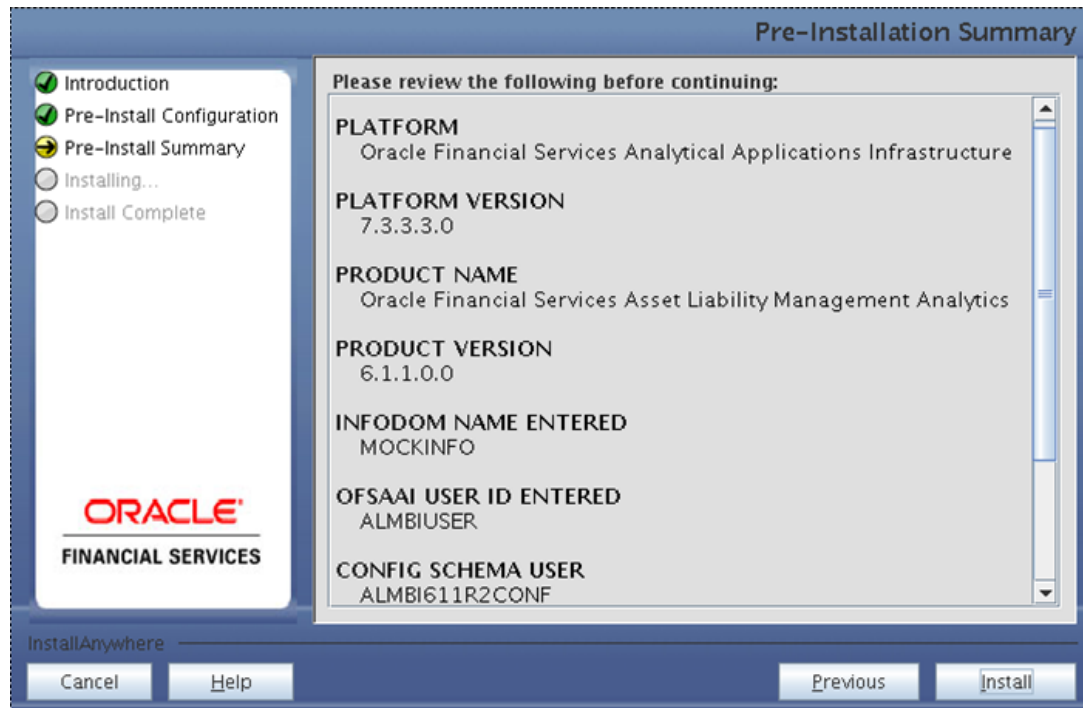 Pre-Installation Summary
Introduction
Pre-Install Configuration
Pre-Install Summary
Installing...
Install Complete
ORACLE'
FINANCIAL SERVICES
Please review the following before continuing:
PLATFORM
Oracle Financial Services Analytical Applications Infrastructure
PLATFORM VERSION
7.3.3.3.0
PRODUCT NAME
Oracle Financial Services Asset Liability Management Analytics
PRODUCT VERSION
6.1.1.0.0
INFODOM NAME ENTERED
MOCKINFO
OFSAAI USER ID ENTERED
ALMBIUSER
CONFIG SCHEMA USER
ALMBI611R2CONF
InstallAnywhere
Cancel
Help
Previous
Install